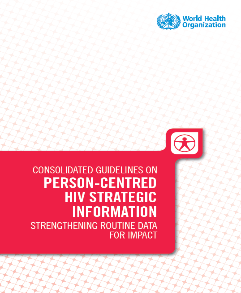 World Health
Organization
CONSOLIDATED GUIDELINES ON
PERSON-CENTRED
HIV STRATEGIC
INFORMATION
STRENGTHENING ROUTINE DATA
FOR IMPACT